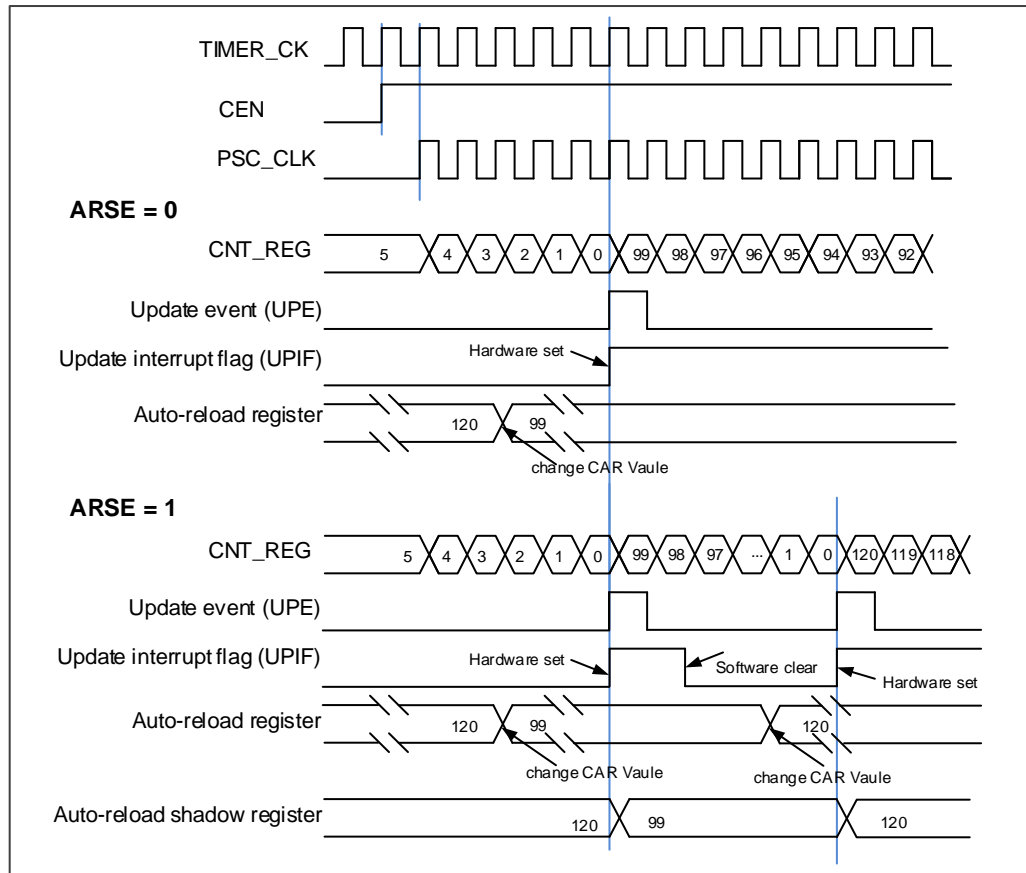 TIMER_CK
CEN
PSC_CLK
ARSE = 0
CNT_REG 5 4 3 2 1 0 99 98 97 96 95 94 93 92
Update event (UPE)
Update interrupt flag (UPIF) Hardware set
Auto-reload register 120 99
change CAR Vaule
ARSE = 1
CNT_REG 5 4 3 2 1 0 99 98 97 ... 1 0 120 119 118
Update event (UPE)
Update interrupt flag (UPIF) Hardware set Software clear Hardware set
Auto-reload register 120 99 120
change CAR Vaule change CAR Vaule
Auto-reload shadow register 120 99 120